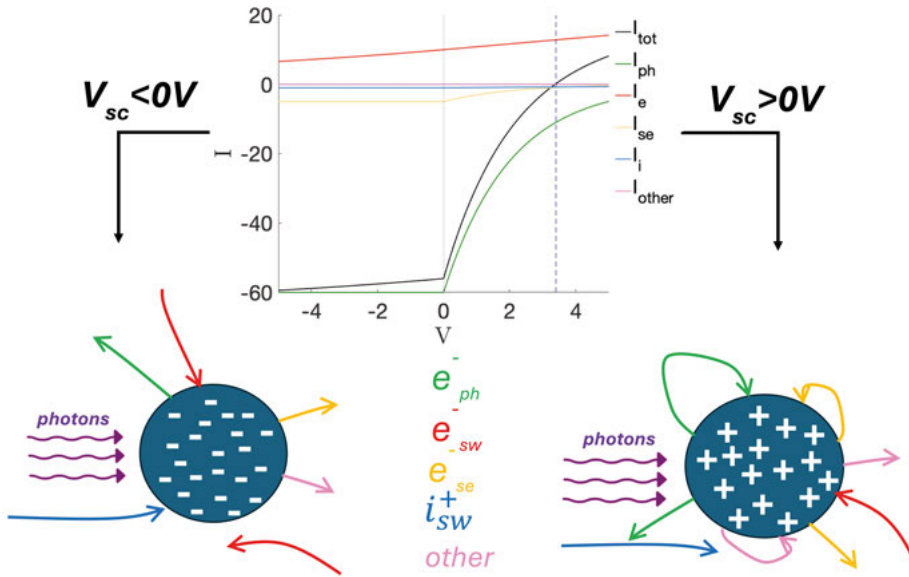 20
0
-20
-40
-60
I
-4 -2 0 2 4
V
I_tot
I_ph
I_e
I_se
I_i
I_other
V_sc<0V
V_sc>0V
photons
e^-_ph
e^-_sw
e^-_se
i^+_sw
other
photons